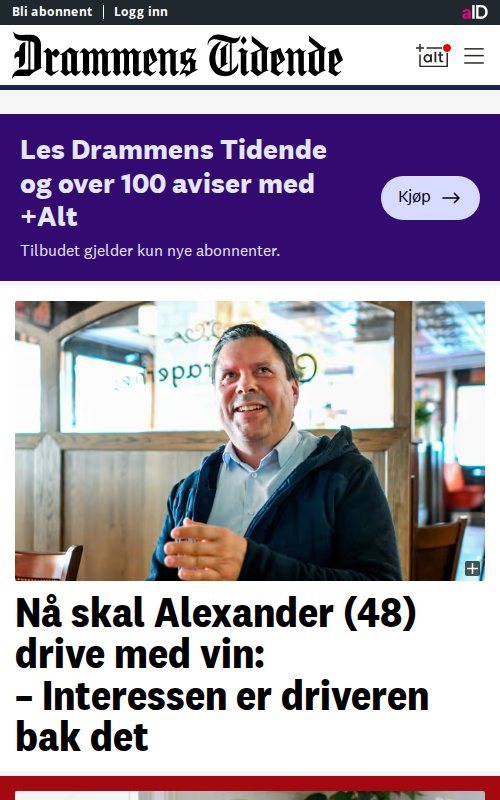 Bli abonnent | Logg inn
aID
Drammens Tidende
+alt
Les Drammens Tidende
og over 100 aviser med
+Alt
Kjøp →
Tilbudet gjelder kun nye abonnenter.
Nå skal Alexander (48)
drive med vin:
– Interessen er driveren
bak det